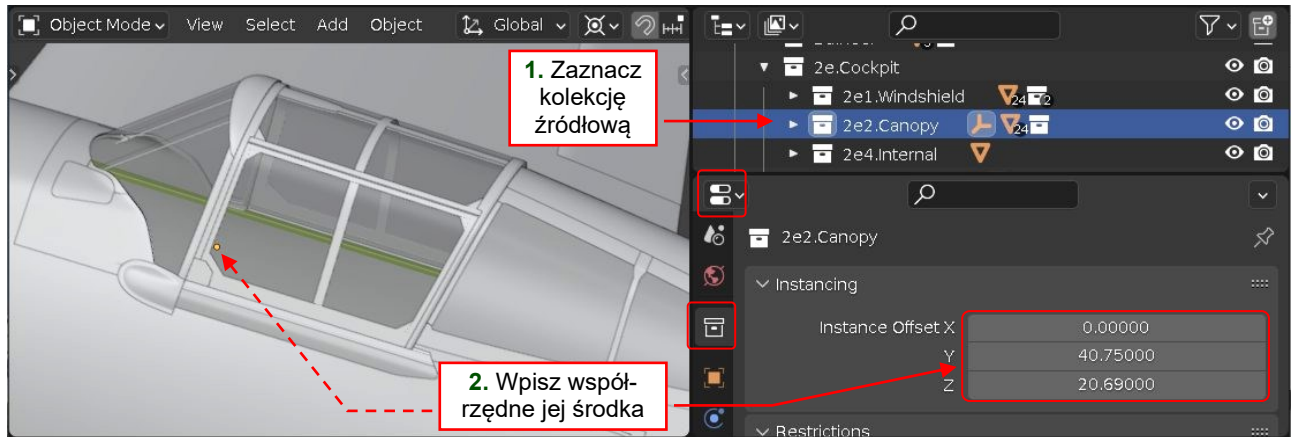 Object Mode View Select Add Object Global
1. Zaznacz
kolekcję
źródłową
2e.Cockpit
2e1.Windshield 24 2
2e2.Canopy 24
2e4.Internal
2e2.Canopy
Instancing
Instance Offset X 0.00000
Y 40.75000
Z 20.69000
2. Wpisz współ-
rzędne jej środka
Restrictions